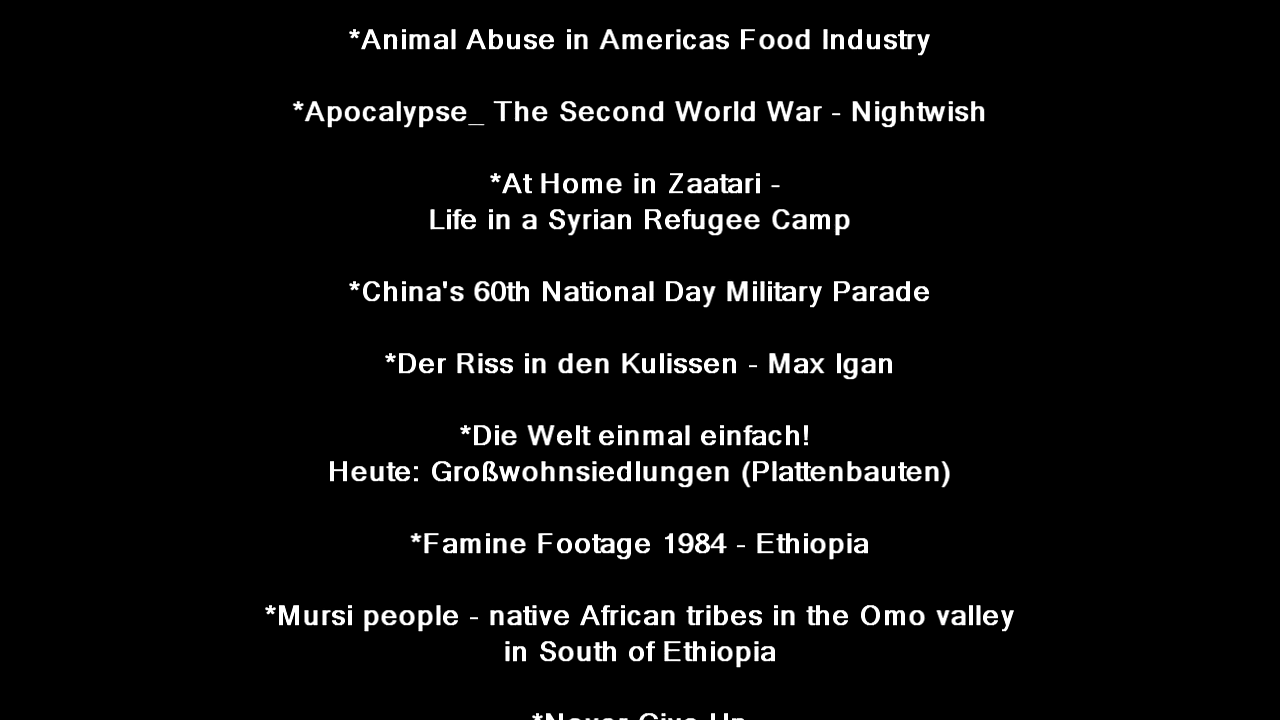 *Animal Abuse in Americas Food Industry
*Apocalypse_ The Second World War - Nightwish
*At Home in Zaatari -
Life in a Syrian Refugee Camp
*China's 60th National Day Military Parade
*Der Riss in den Kulissen - Max Igan
*Die Welt einmal einfach!
Heute: Großwohnsiedlungen (Plattenbauten)
*Famine Footage 1984 - Ethiopia
*Mursi people - native African tribes in the Omo valley
in South of Ethiopia
*Never Give Up